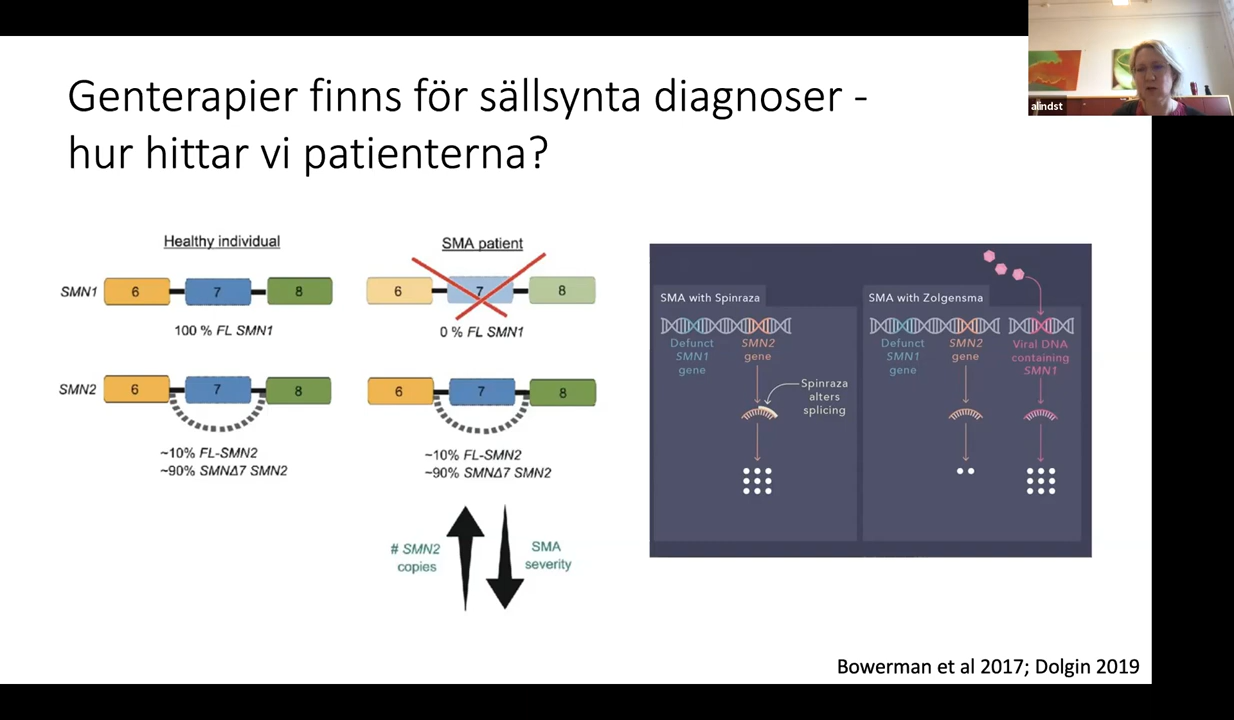 Genterapier finns för sällsynta diagnoser -
hur hittar vi patienterna?
alindst
Healthy individual
SMA patient
SMN1
6
7
8
6
7
8
100 % FL SMN1
0 % FL SMN1
SMN2
6
7
8
6
7
8
~10% FL-SMN2
~90% SMNΔ7 SMN2
~10% FL-SMN2
~90% SMNΔ7 SMN2
# SMN2
copies
SMA
severity
SMA with Spinraza
Defunct
SMN1
gene
SMN2
gene
Spinraza
alters
splicing
SMA with Zolgensma
Defunct
SMN1
gene
SMN2
gene
Viral DNA
containing
SMN1
Bowerman et al 2017; Dolgin 2019